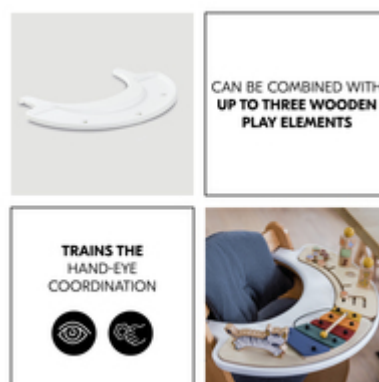 CAN BE COMBINED WITH
UP TO THREE WOODEN
PLAY ELEMENTS
TRAINS THE
HAND-EYE
COORDINATION